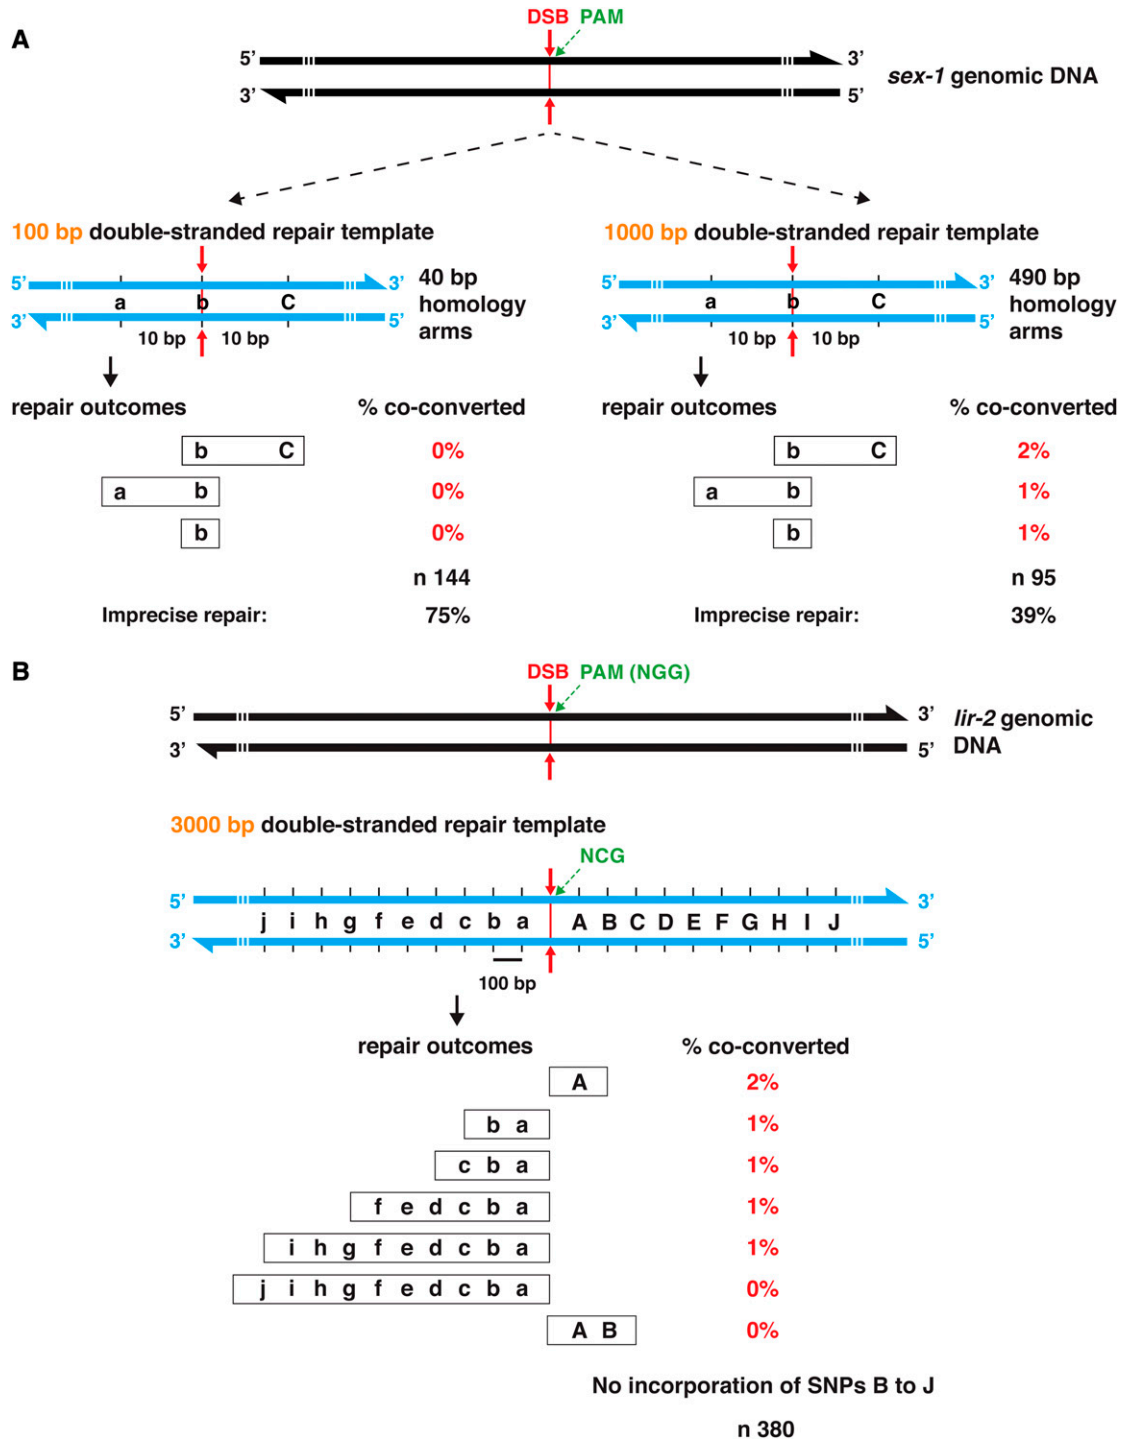 A
DSB PAM
5’ 3’
3’ 5’
sex-1 genomic DNA
100 bp double-stranded repair template
5’ 3’
a b C
3’ 5’
10 bp 10 bp
40 bp
homology
arms
repair outcomes % co-converted
b C 0%
a b 0%
b 0%
n 144
Imprecise repair: 75%
1000 bp double-stranded repair template
5’ 3’
a b C
3’ 5’
10 bp 10 bp
490 bp
homology
arms
repair outcomes % co-converted
b C 2%
a b 1%
b 1%
n 95
Imprecise repair: 39%
B
DSB PAM (NGG)
5’ 3’
3’ 5’
lir-2 genomic
DNA
3000 bp double-stranded repair template
NCG
5’ 3’
j i h g f e d c b a A B C D E F G H I J
3’ 5’
100 bp
repair outcomes % co-converted
A 2%
b a 1%
c b a 1%
f e d c b a 1%
i h g f e d c b a 1%
j i h g f e d c b a 0%
A B 0%
No incorporation of SNPs B to J
n 380